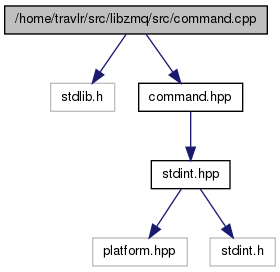 /home/travlr/src/libzmq/src/command.cpp
stdlib.h
command.hpp
stdint.hpp
platform.hpp
stdint.h